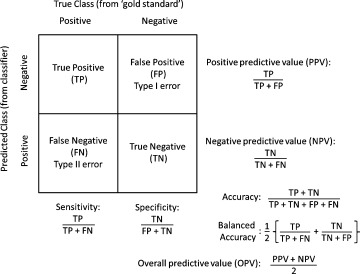 True Class (from 'gold standard')
Positive Negative
Predicted Class (from classifier)
Negative
Positive
True Positive
(TP)
False Positive
(FP)
Type I error
False Negative
(FN)
Type II error
True Negative
(TN)
Positive predictive value (PPV):
TP
TP + FP
Negative predictive value (NPV):
TN
TN + FN
Sensitivity:
TP
TP + FN
Specificity:
TN
FP + TN
Accuracy:
TP + TN
TP + TN + FP + FN
Balanced
Accuracy
: 1/2 [ TP / TP + FN + TN / TN + FP ]
Overall predictive value (OPV):
PPV + NPV
2